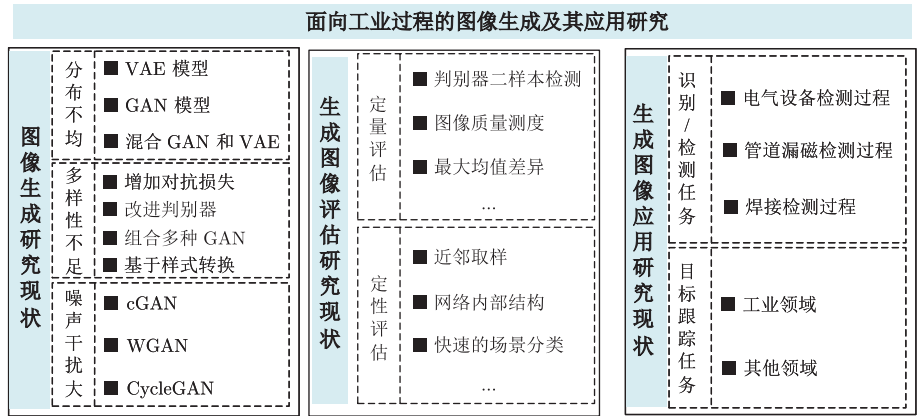 面向工业过程的图像生成及其应用研究
图像生成研究现状
分布不均
■ VAE 模型
■ GAN 模型
■ 混合 GAN 和 VAE
多样性不足
■ 增加对抗损失
■ 改进判别器
■ 组合多种 GAN
■ 基于样式转换
噪声干扰大
■ cGAN
■ WGAN
■ CycleGAN
生成图像评估研究现状
定量评估
■ 判别器二样本检测
■ 图像质量测度
■ 最大均值差异
...
定性评估
■ 近邻取样
■ 网络内部结构
■ 快速的场景分类
...
生成图像应用研究现状
识别/检测任务
■ 电气设备检测过程
■ 管道漏磁检测过程
■ 焊接检测过程
目标跟踪任务
■ 工业领域
■ 其他领域